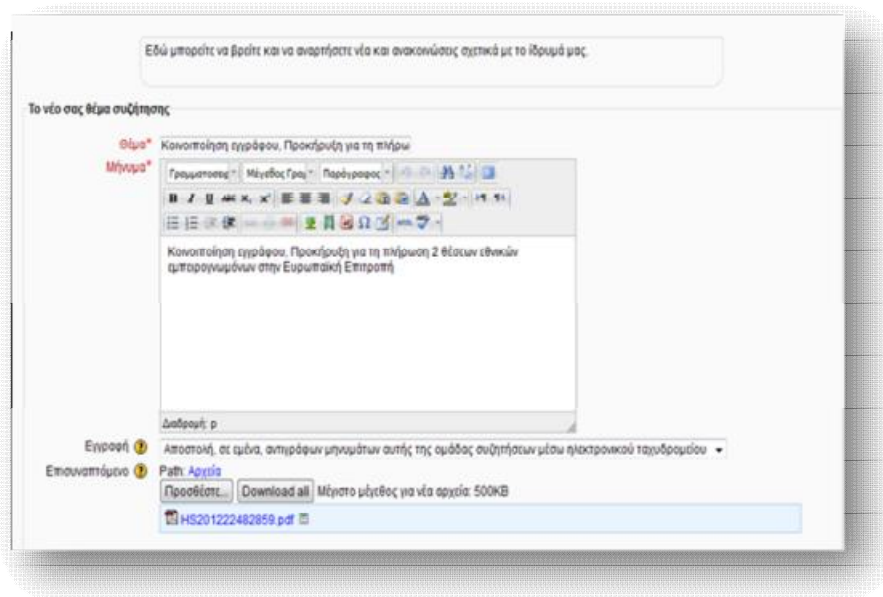 Εδώ μπορείτε να βρείτε και να αναρτήσετε νέα και ανακοινώσεις σχετικά με το ίδρυμά μας.
Το νέο σας θέμα συζήτησης
Θέμα* Κοινοποίηση εγγράφου, Προκήρυξη για τη πλήρω
Μήνυμα*
Γραμματοσειρ Μέγεθος Γραμ Παράγραφος
Κοινοποίηση εγγράφου, Προκήρυξη για τη πλήρωση 2 θέσεων εθνικών
εμπειρογνωμόνων στην Ευρωπαϊκή Επιτροπή
Διαδρομή: p
Εγγραφή Αποστολή, σε εμένα, αντιγράφων μηνυμάτων αυτής της ομάδας συζητήσεων μέσω ηλεκτρονικού ταχυδρομείου
Επισυναπτόμενο Path: Αρχεία
Προσθέστε... Download all Μέγιστο μέγεθος για νέα αρχεία: 500KB
HS201222482859.pdf